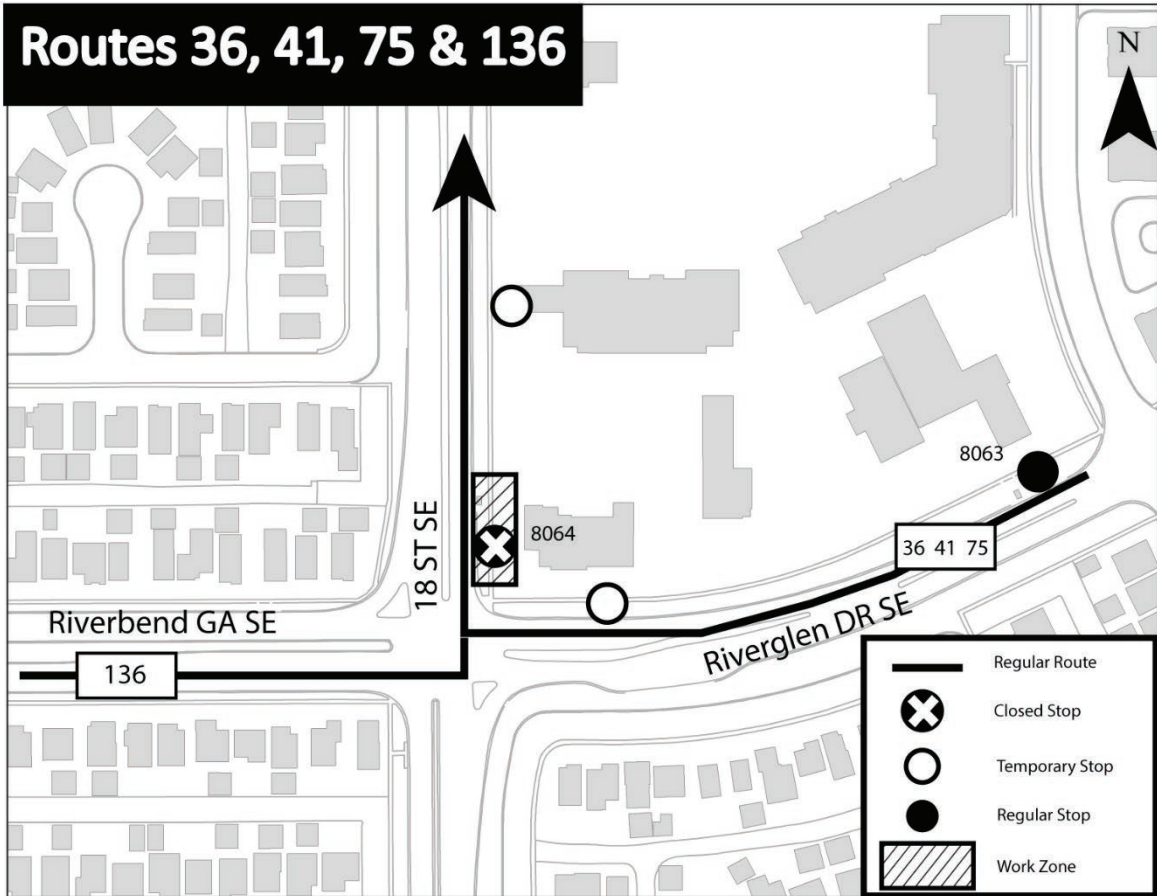 Routes 36, 41, 75 & 136
N
8063
18 ST SE
8064
36 41 75
Riverbend GA SE
Riverglen DR SE
136
Regular Route
Closed Stop
Temporary Stop
Regular Stop
Work Zone